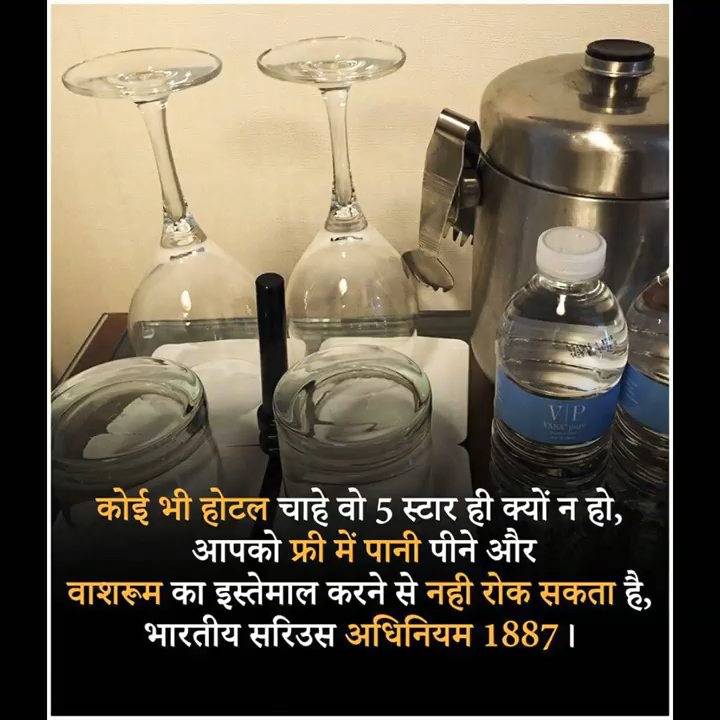 V|P
कोई भी होटल चाहे वो 5 स्टार ही क्यों न हो,
आपको फ्री में पानी पीने और
वाशरूम का इस्तेमाल करने से नही रोक सकता है,
भारतीय सरिउस अधिनियम 1887।